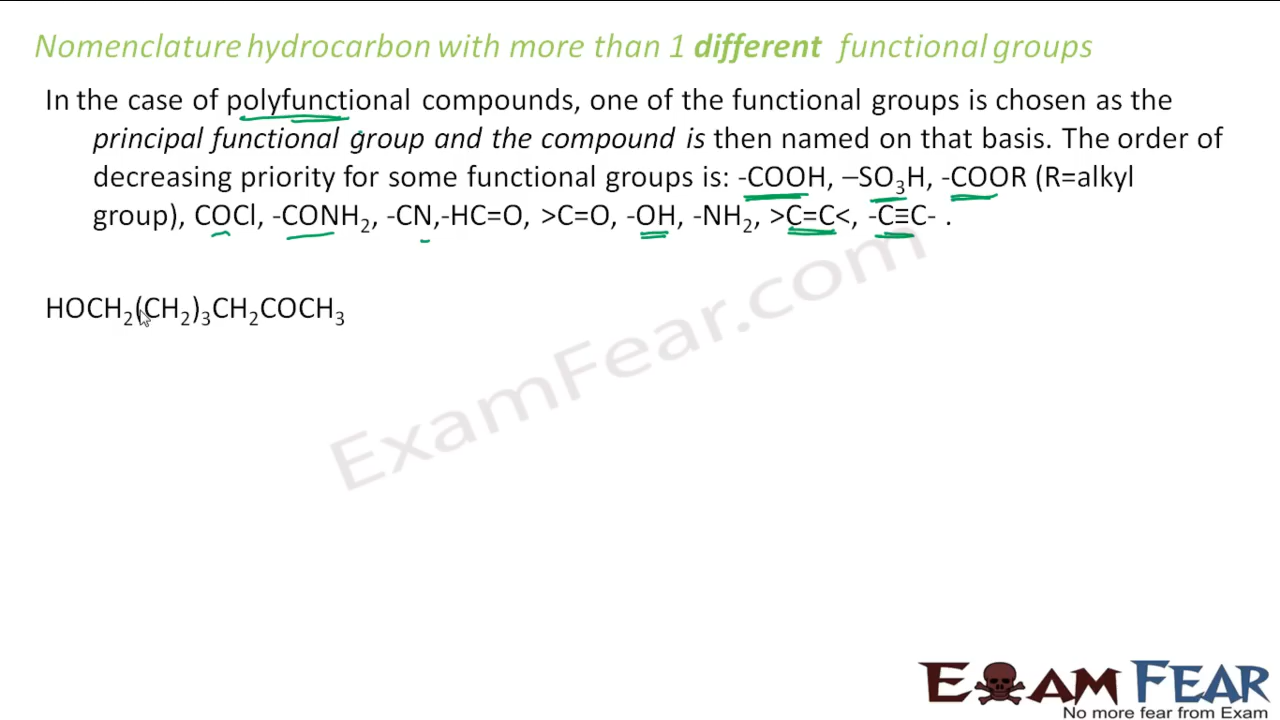 Nomenclature hydrocarbon with more than 1 different functional groups
In the case of polyfunctional compounds, one of the functional groups is chosen as the
principal functional group and the compound is then named on that basis. The order of
decreasing priority for some functional groups is: -COOH, –SO₃H, -COOR (R=alkyl
group), COCl, -CONH₂, -CN,-HC=O, >C=O, -OH, -NH₂, >C=C<, -C≡C- .
HOCH₂(CH₂)₃CH₂COCH₃
ExamFear.com
EXAM FEAR
No more fear from Exam